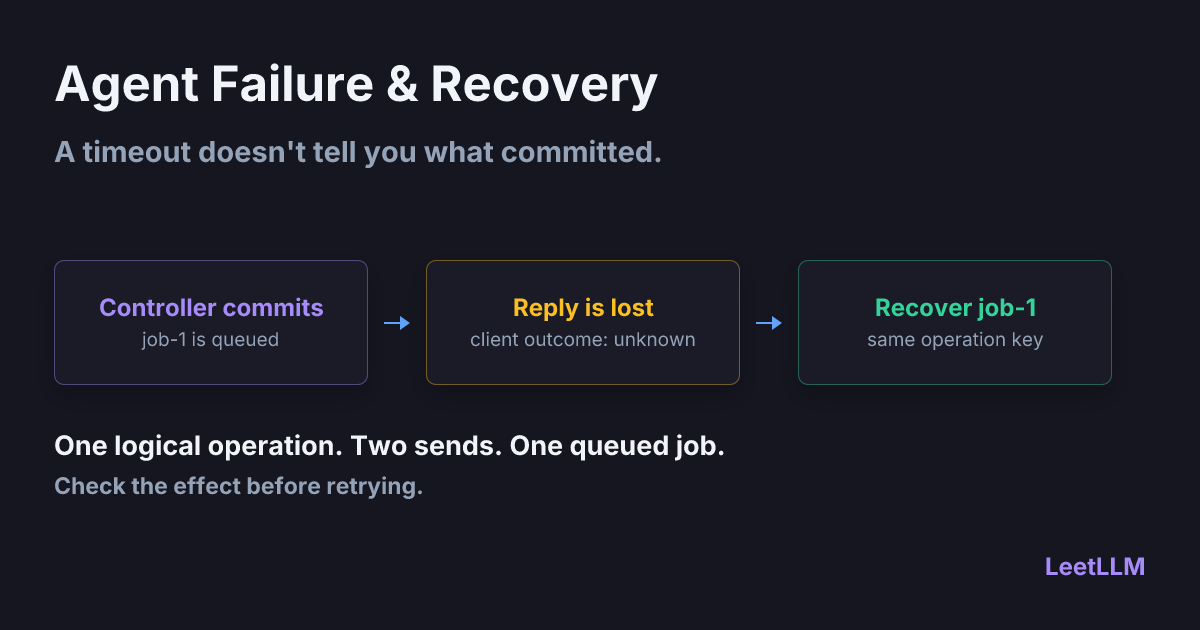 Agent Failure & Recovery
A timeout doesn't tell you what committed.
Controller commits
job-1 is queued
Reply is lost
client outcome: unknown
Recover job-1
same operation key
One logical operation. Two sends. One queued job.
Check the effect before retrying.
LeetLLM